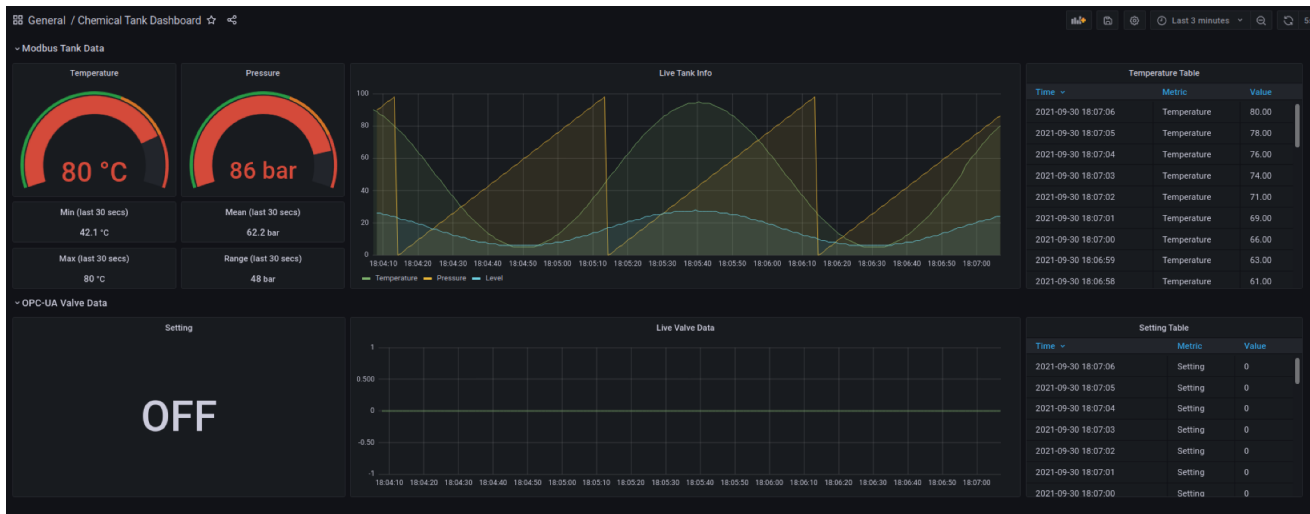 General / Chemical Tank Dashboard
Last 3 minutes
Modbus Tank Data
Temperature
80 °C
Pressure
86 bar
Min (last 30 secs)
42.1 °C
Mean (last 30 secs)
62.2 bar
Max (last 30 secs)
80 °C
Range (last 30 secs)
48 bar
Live Tank Info
100
80
60
40
20
0
18:04:10 18:04:20 18:04:30 18:04:40 18:04:50 18:05:00 18:05:10 18:05:20 18:05:30 18:05:40 18:05:50 18:06:00 18:06:10 18:06:20 18:06:30 18:06:40 18:06:50 18:07:00
Temperature Pressure Level
Temperature Table
Time Metric Value
2021-09-30 18:07:06 Temperature 80.00
2021-09-30 18:07:05 Temperature 78.00
2021-09-30 18:07:04 Temperature 76.00
2021-09-30 18:07:03 Temperature 74.00
2021-09-30 18:07:02 Temperature 71.00
2021-09-30 18:07:01 Temperature 69.00
2021-09-30 18:07:00 Temperature 66.00
2021-09-30 18:06:59 Temperature 63.00
2021-09-30 18:06:58 Temperature 61.00
OPC-UA Valve Data
Setting
OFF
Live Valve Data
1
0.500
0
-0.50
-1
18:04:10 18:04:20 18:04:30 18:04:40 18:04:50 18:05:00 18:05:10 18:05:20 18:05:30 18:05:40 18:05:50 18:06:00 18:06:10 18:06:20 18:06:30 18:06:40 18:06:50 18:07:00
Setting Table
Time Metric Value
2021-09-30 18:07:06 Setting 0
2021-09-30 18:07:05 Setting 0
2021-09-30 18:07:04 Setting 0
2021-09-30 18:07:03 Setting 0
2021-09-30 18:07:02 Setting 0
2021-09-30 18:07:01 Setting 0
2021-09-30 18:07:00 Setting 0